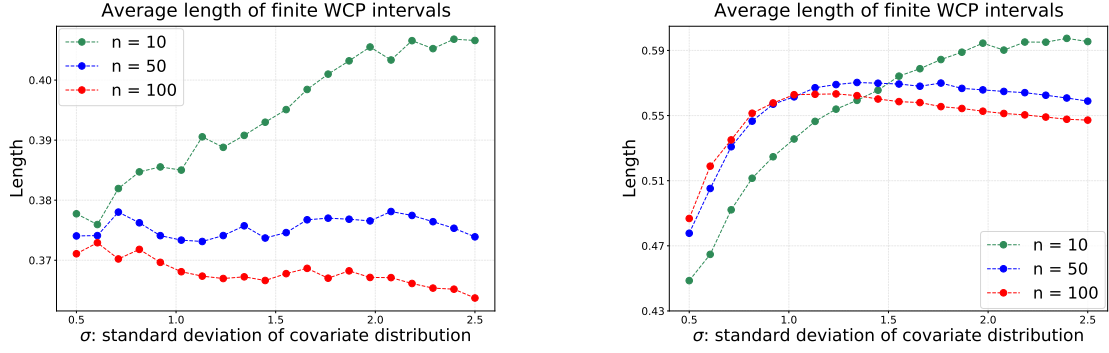 Average length of finite WCP intervals
n = 10
n = 50
n = 100
0.40
0.39
0.38
0.37
Length
0.5 1.0 1.5 2.0 2.5
σ: standard deviation of covariate distribution
Average length of finite WCP intervals
0.59
0.55
0.51
0.47
0.43
Length
n = 10
n = 50
n = 100
0.5 1.0 1.5 2.0 2.5
σ: standard deviation of covariate distribution